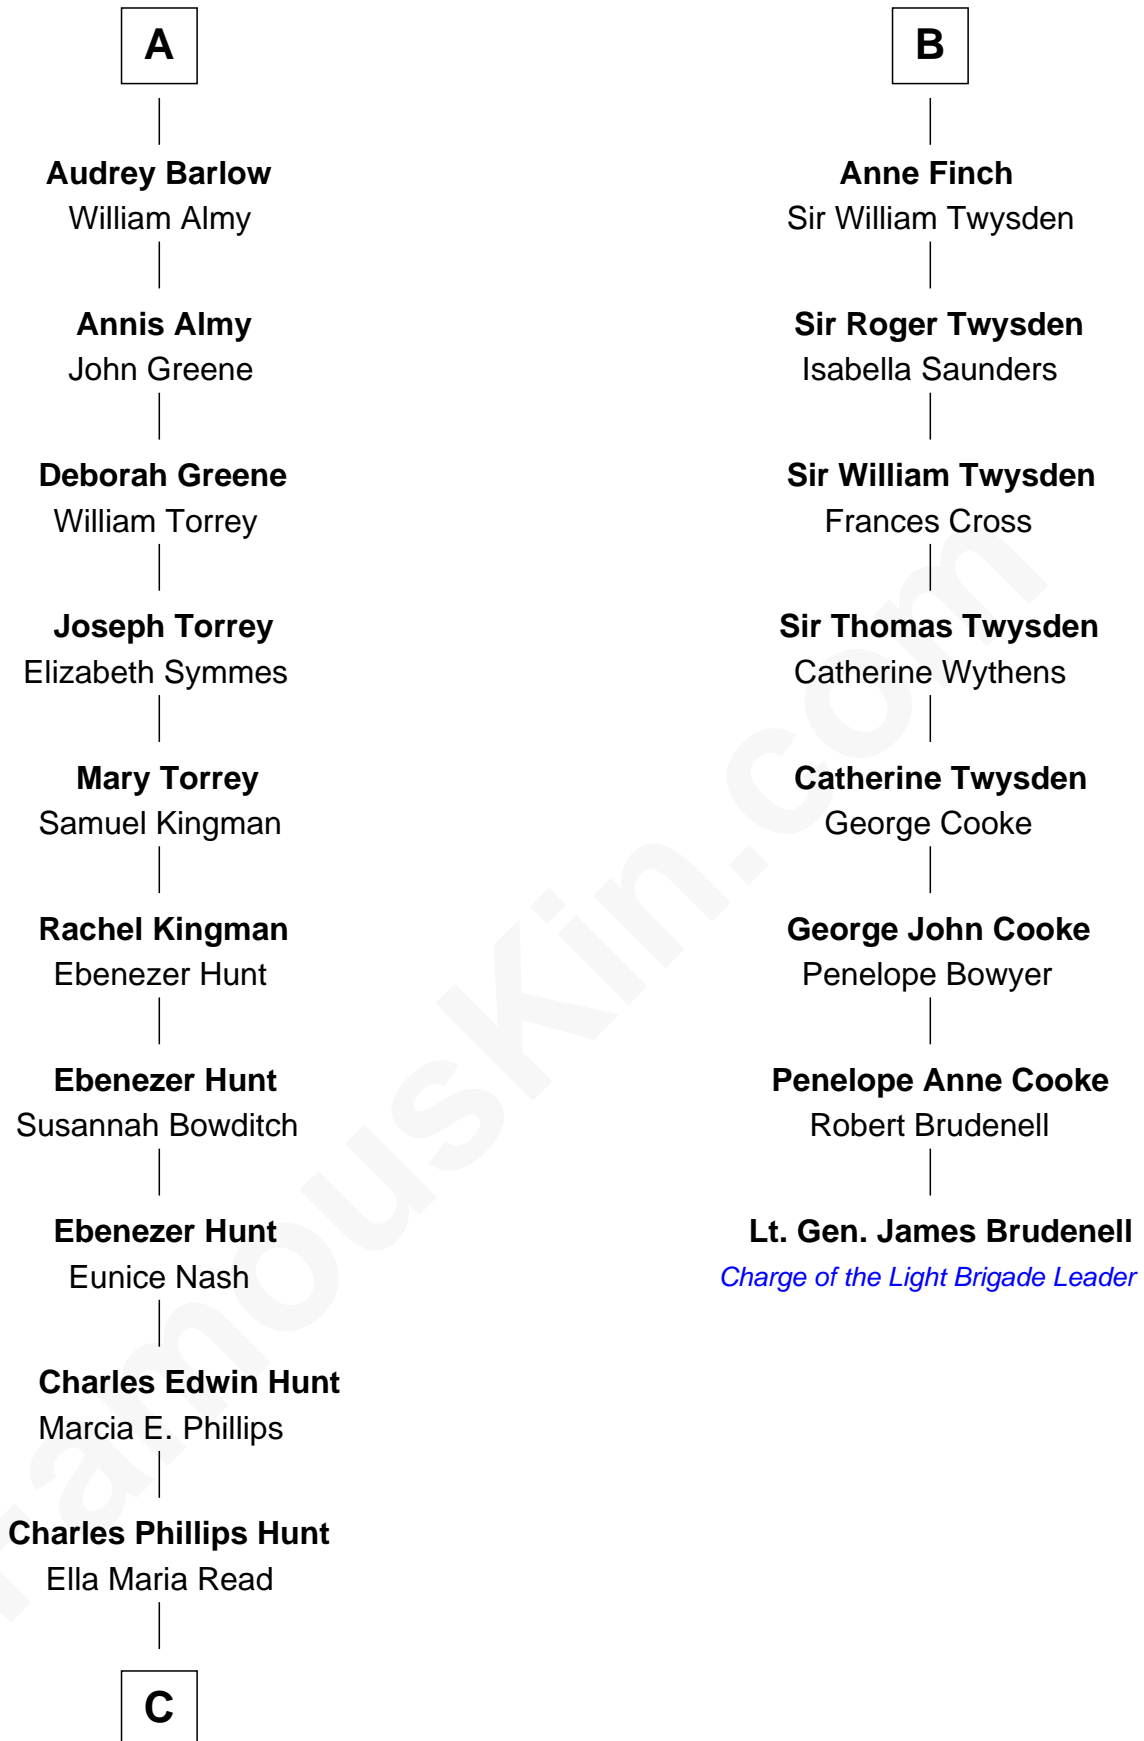 A
Audrey Barlow
William Almy
Annis Almy
John Greene
Deborah Greene
William Torrey
Joseph Torrey
Elizabeth Symmes
Mary Torrey
Samuel Kingman
Rachel Kingman
Ebenezer Hunt
Ebenezer Hunt
Susannah Bowditch
Ebenezer Hunt
Eunice Nash
Charles Edwin Hunt
Marcia E. Phillips
Charles Phillips Hunt
Ella Maria Read
C
B
Anne Finch
Sir William Twysden
Sir Roger Twysden
Isabella Saunders
Sir William Twysden
Frances Cross
Sir Thomas Twysden
Catherine Wythens
Catherine Twysden
George Cooke
George John Cooke
Penelope Bowyer
Penelope Anne Cooke
Robert Brudenell
Lt. Gen. James Brudenell
Charge of the Light Brigade Leader
FamousKin.com